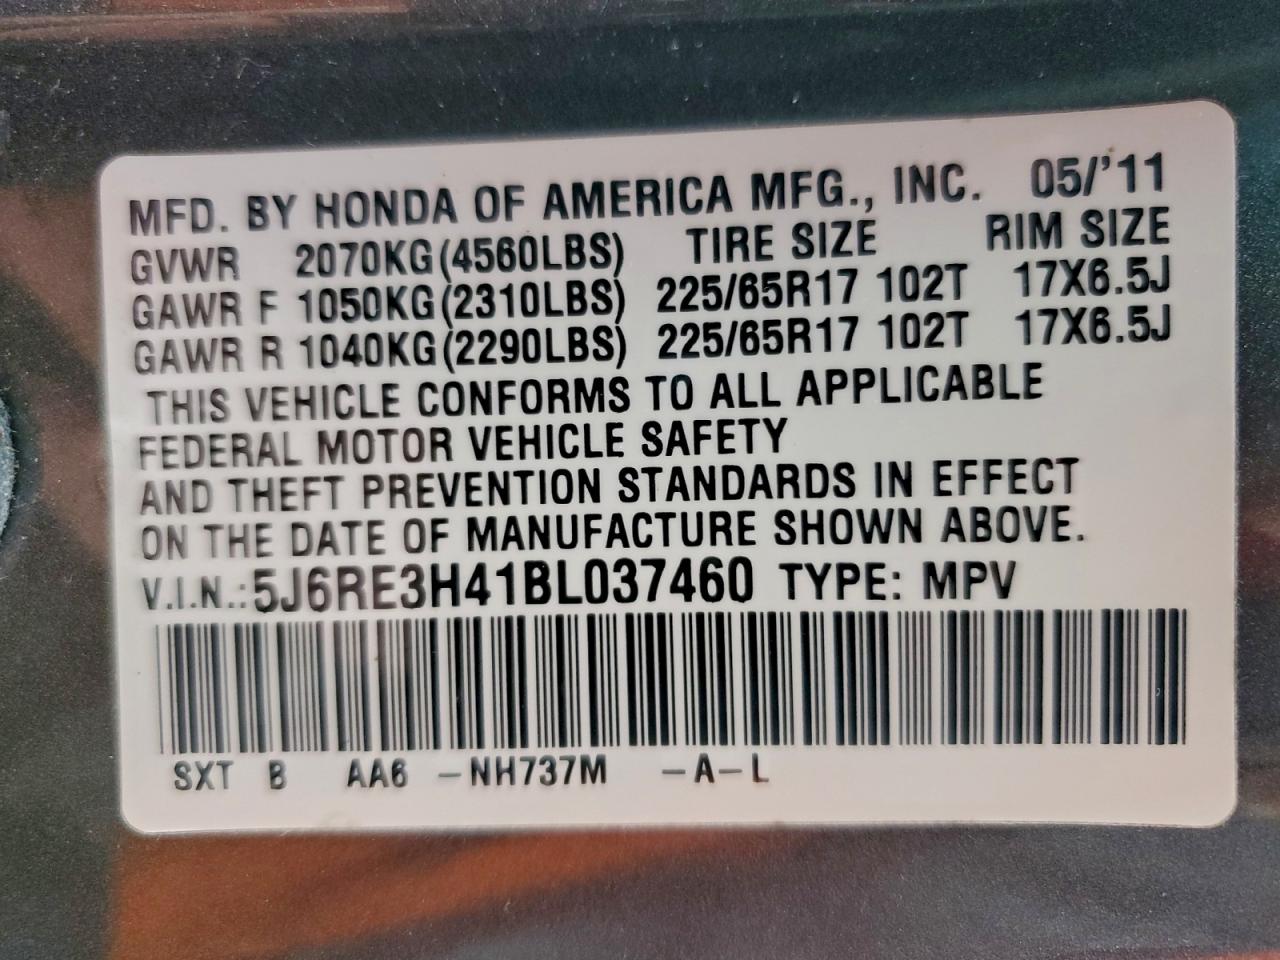 MFD. BY HONDA OF AMERICA MFG., INC. 05/'11
GVWR 2070KG(4560LBS) TIRE SIZE RIM SIZE
GAWR F 1050KG(2310LBS) 225/65R17 102T 17X6.5J
GAWR R 1040KG(2290LBS) 225/65R17 102T 17X6.5J
THIS VEHICLE CONFORMS TO ALL APPLICABLE
FEDERAL MOTOR VEHICLE SAFETY
AND THEFT PREVENTION STANDARDS IN EFFECT
ON THE DATE OF MANUFACTURE SHOWN ABOVE.
V.I.N.:5J6RE3H41BL037460 TYPE: MPV
SXT B AA6 -NH737M -A-L